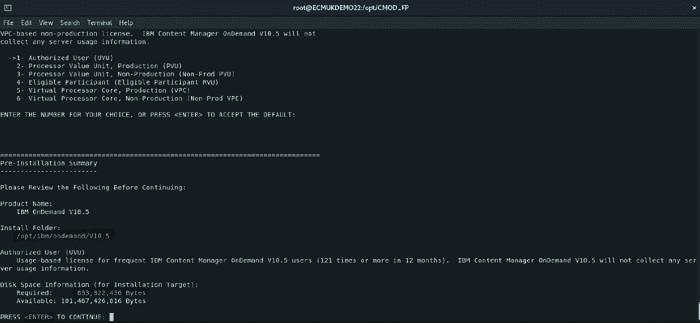 root@ECMUKDEMO22:/opt/CMOD_FP
File Edit View Search Terminal Help
VPC-based non-production license. IBM Content Manager OnDemand V10.5 will not
collect any server usage information.
->1- Authorized User (UVU)
2- Processor Value Unit, Production (PVU)
3- Processor Value Unit, Non-Production (Non-Prod PVU)
4- Eligible Participant (Eligible Participant RVU)
5- Virtual Processor Core, Production (VPC)
6- Virtual Processor Core, Non-Production (Non-Prod VPC)
ENTER THE NUMBER FOR YOUR CHOICE, OR PRESS <ENTER> TO ACCEPT THE DEFAULT:
===============================================================================
Pre-Installation Summary
------------------------
Please Review the Following Before Continuing:
Product Name:
IBM OnDemand V10.5
Install Folder:
/opt/ibm/ondemand/V10.5
Authorized User (UVU)
Usage-based license for frequent IBM Content Manager OnDemand V10.5 users (121 times or more in 12 months). IBM Content Manager OnDemand V10.5 will not collect any ser
ver usage information.
Disk Space Information (for Installation Target):
Required: Bytes
Available: 101,467,426,816 Bytes
PRESS <ENTER> TO CONTINUE: